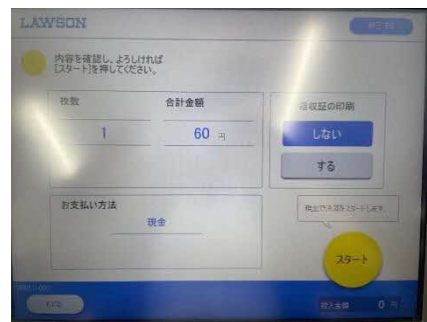 LAWSON
内容を確認し、よろしければ
[スタート]を押してください。
枚数
合計金額
1
60 円
領収証の印刷
しない
する
お支払い方法
現金
スタート
投入金額 0 円